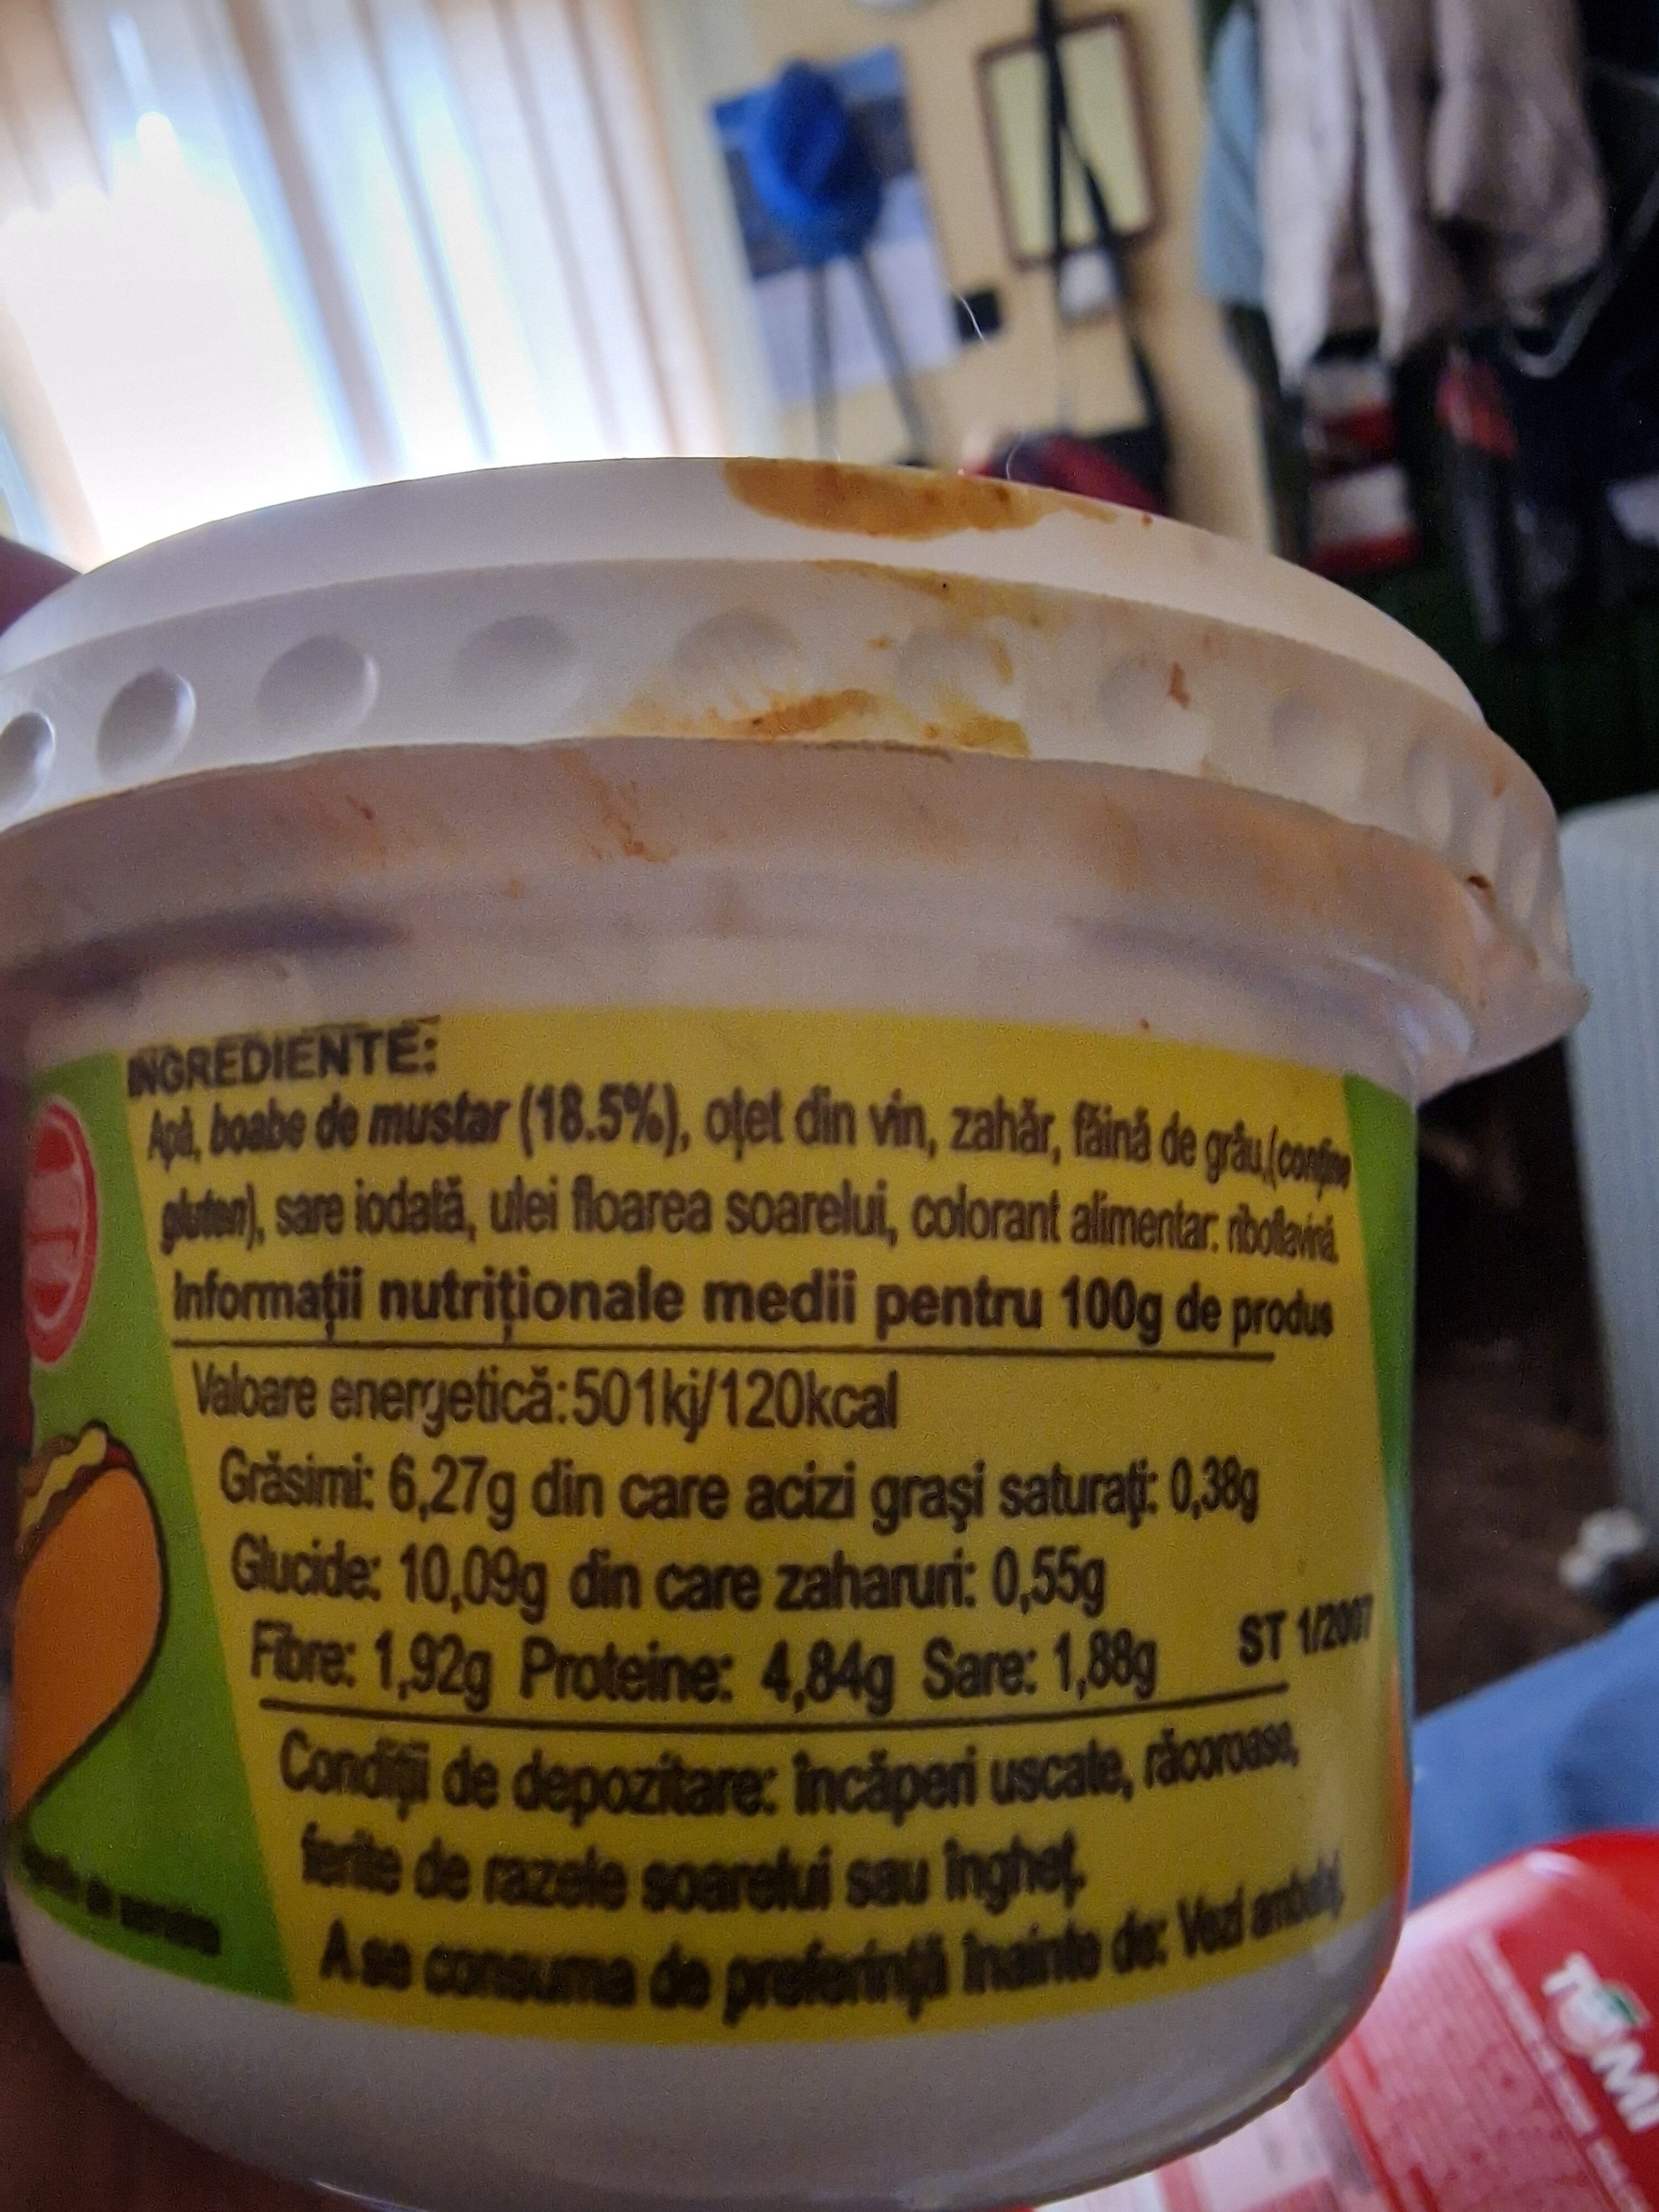 INGREDIENTE:
Apă, boabe de mustar (18.5%), oțet din vin, zahăr, făină de grâu,(conține
gluten), sare iodată, ulei floarea soarelui, colorant alimentar: riboflavină
Informații nutriționale medii pentru 100g de produs
Valoare energetică:501kj/120kcal
Grăsimi: 6,27g din care acizi grași saturați: 0,38g
Glucide: 10,09g din care zaharuri: 0,55g
Fibre: 1,92g Proteine: 4,84g Sare: 1,88g ST 1/2007
Condiții de depozitare: încăperi uscate, răcoroase,
ferite de razele soarelui sau îngheț.
A se consuma de preferință înainte de: Vezi ambalaj.
TOMI